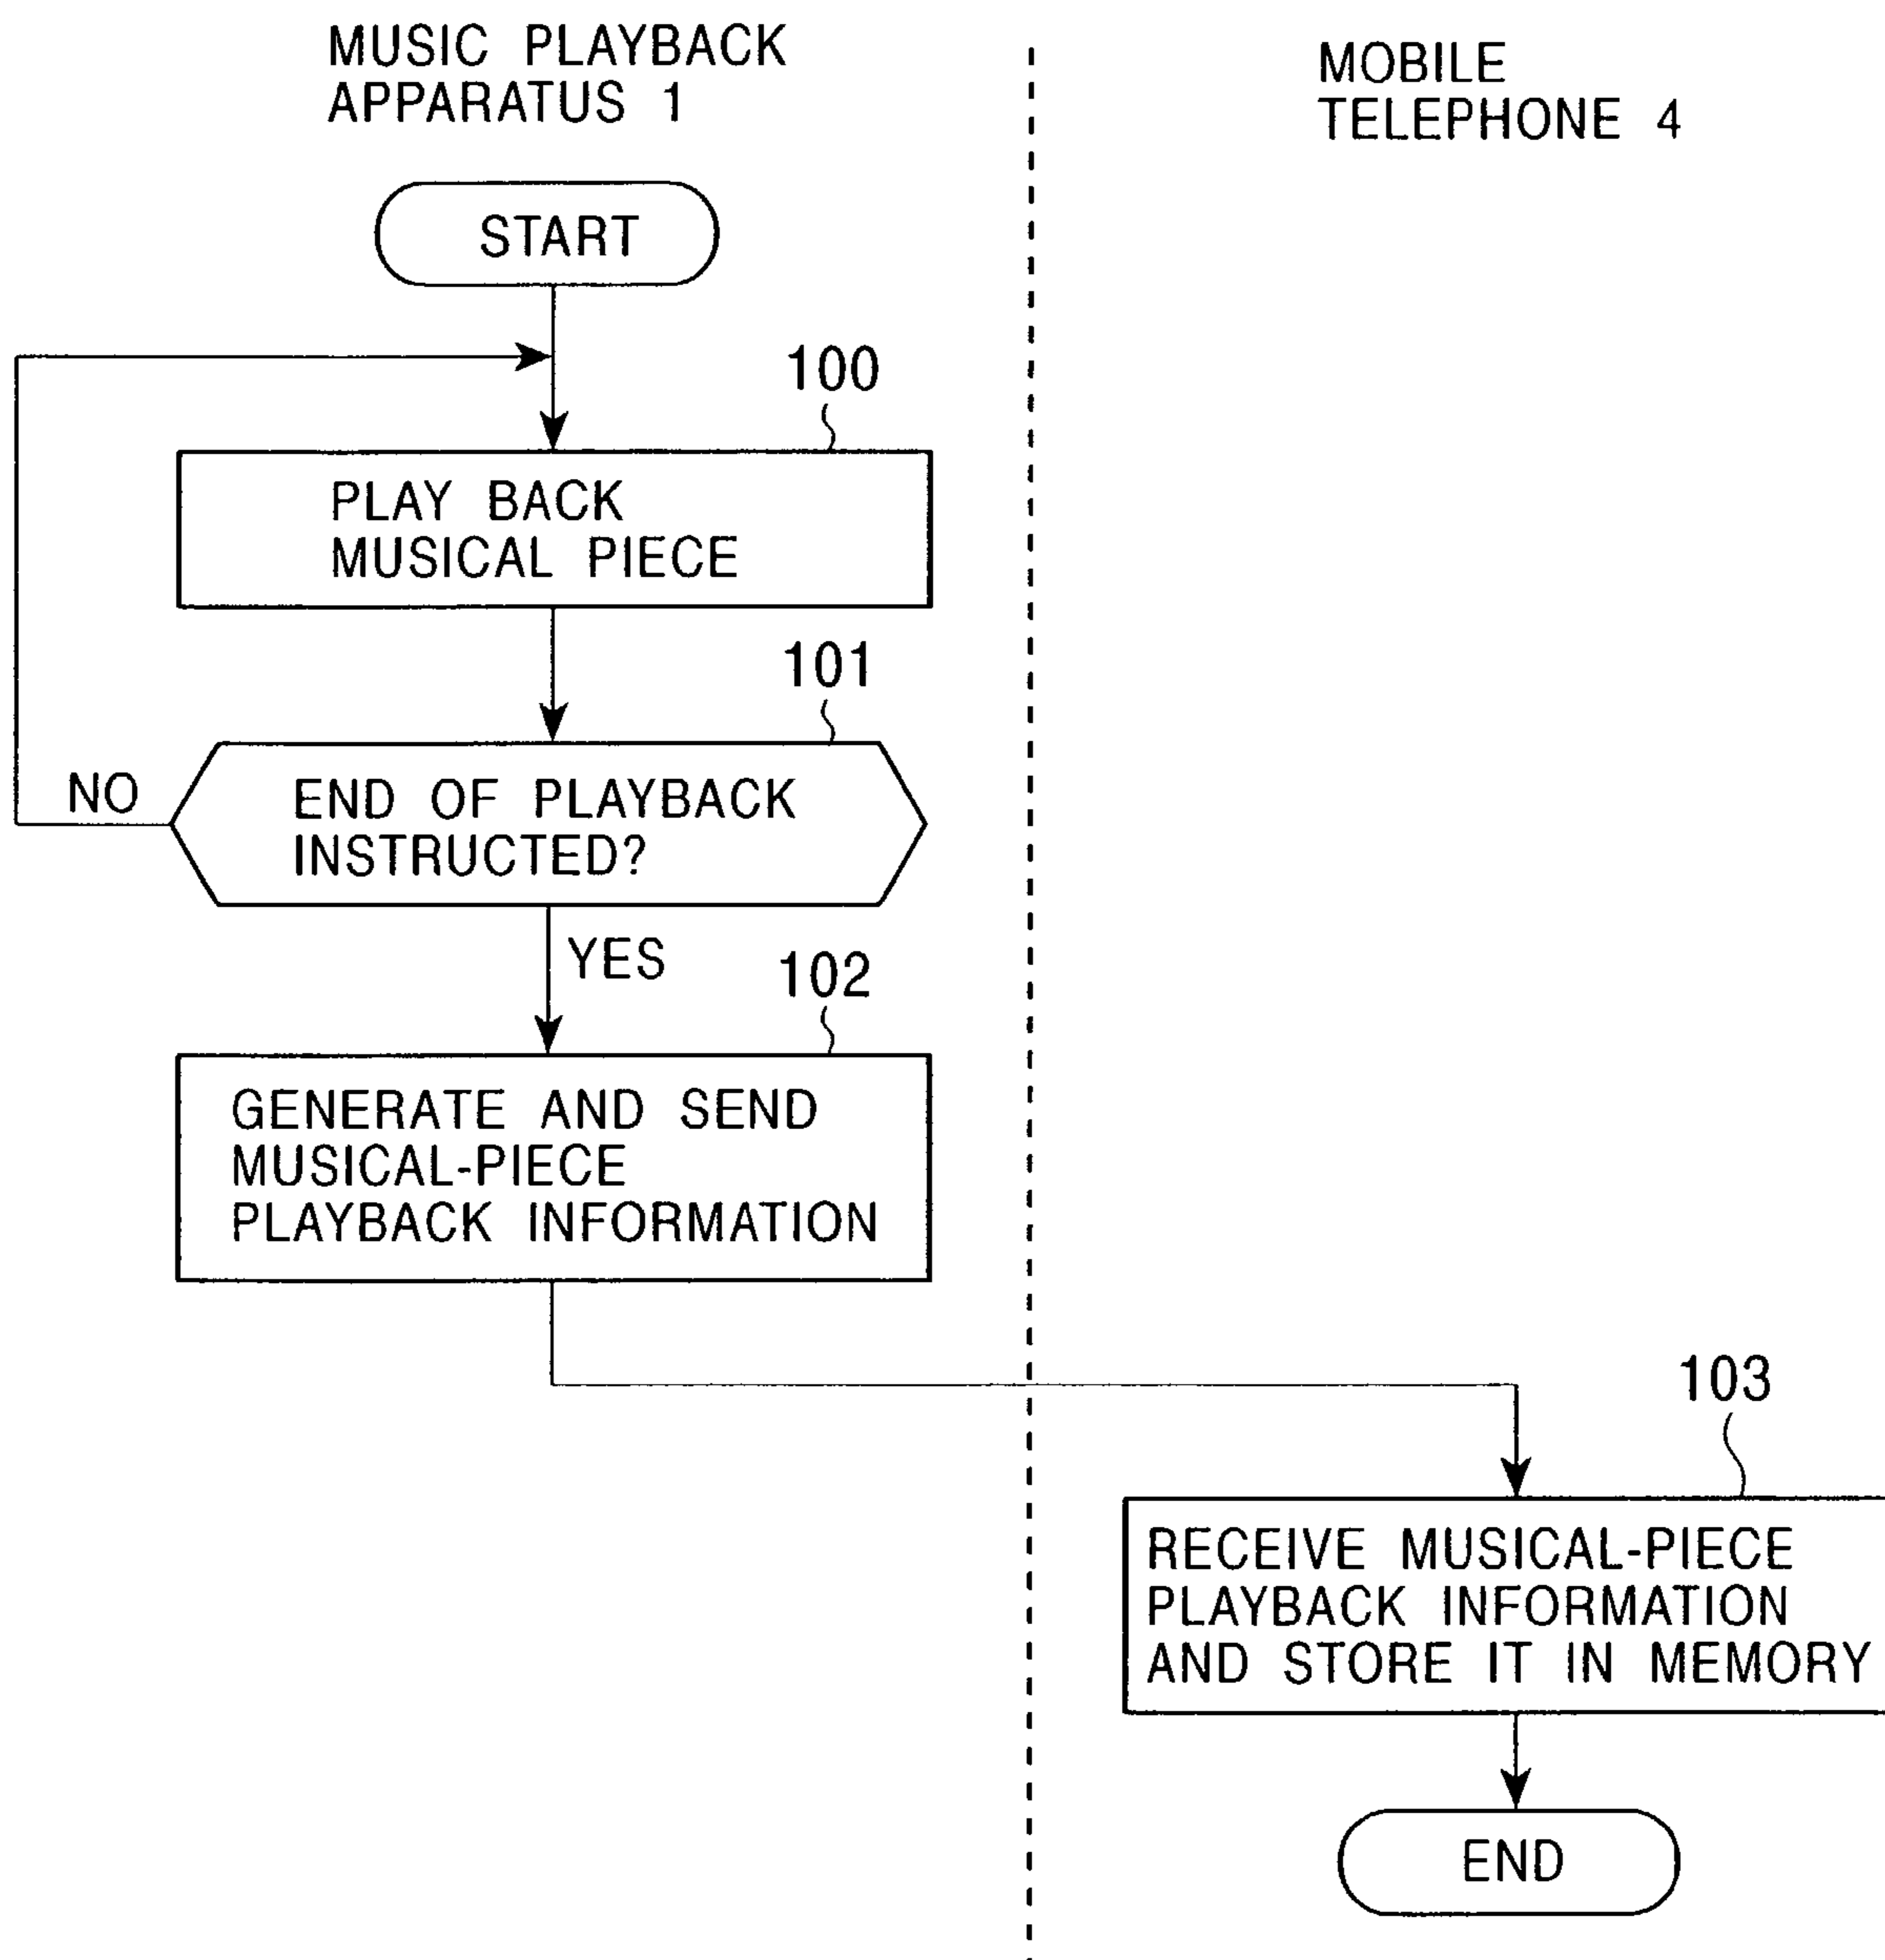 MUSIC PLAYBACK
APPARATUS 1
MOBILE
TELEPHONE 4
START
100
PLAY BACK
MUSICAL PIECE
101
NO
END OF PLAYBACK
INSTRUCTED?
YES
102
GENERATE AND SEND
MUSICAL-PIECE
PLAYBACK INFORMATION
103
RECEIVE MUSICAL-PIECE
PLAYBACK INFORMATION
AND STORE IT IN MEMORY
END